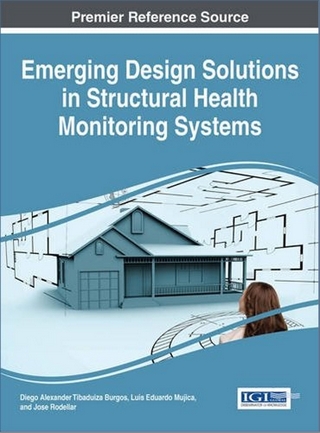 Premier Reference Source
Emerging Design Solutions
in Structural Health
Monitoring Systems
Diego Alexander Tibaduiza Burgos, Luis Eduardo Mujica,
and Jose Rodellar
IGI